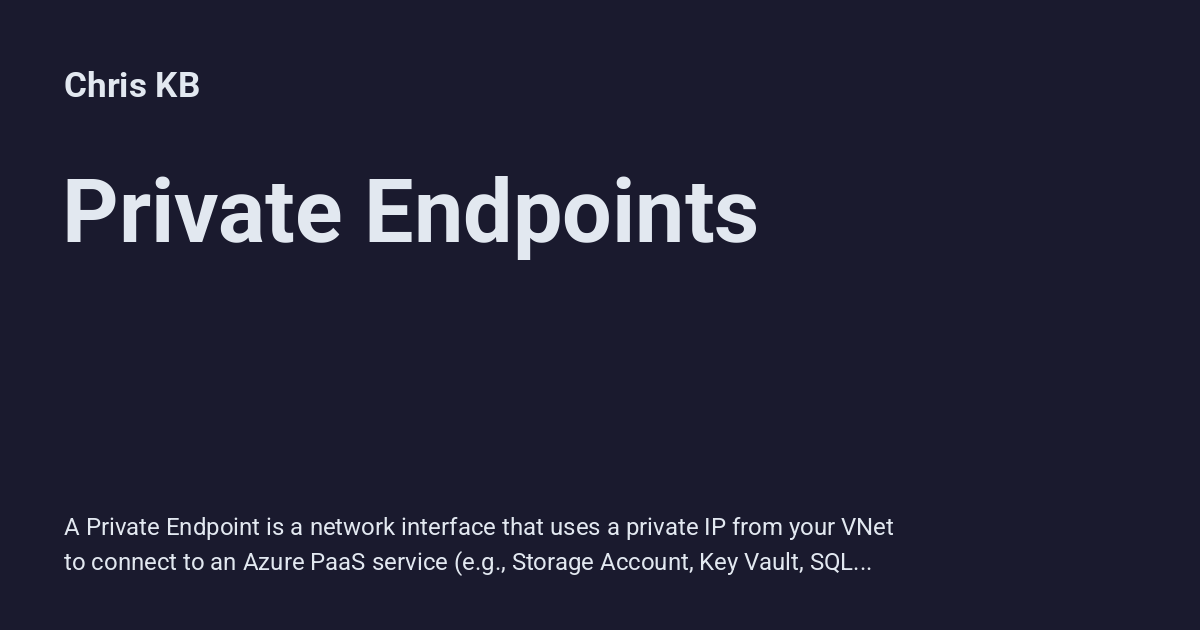 Chris KB
Private Endpoints
A Private Endpoint is a network interface that uses a private IP from your VNet
to connect to an Azure PaaS service (e.g., Storage Account, Key Vault, SQL...